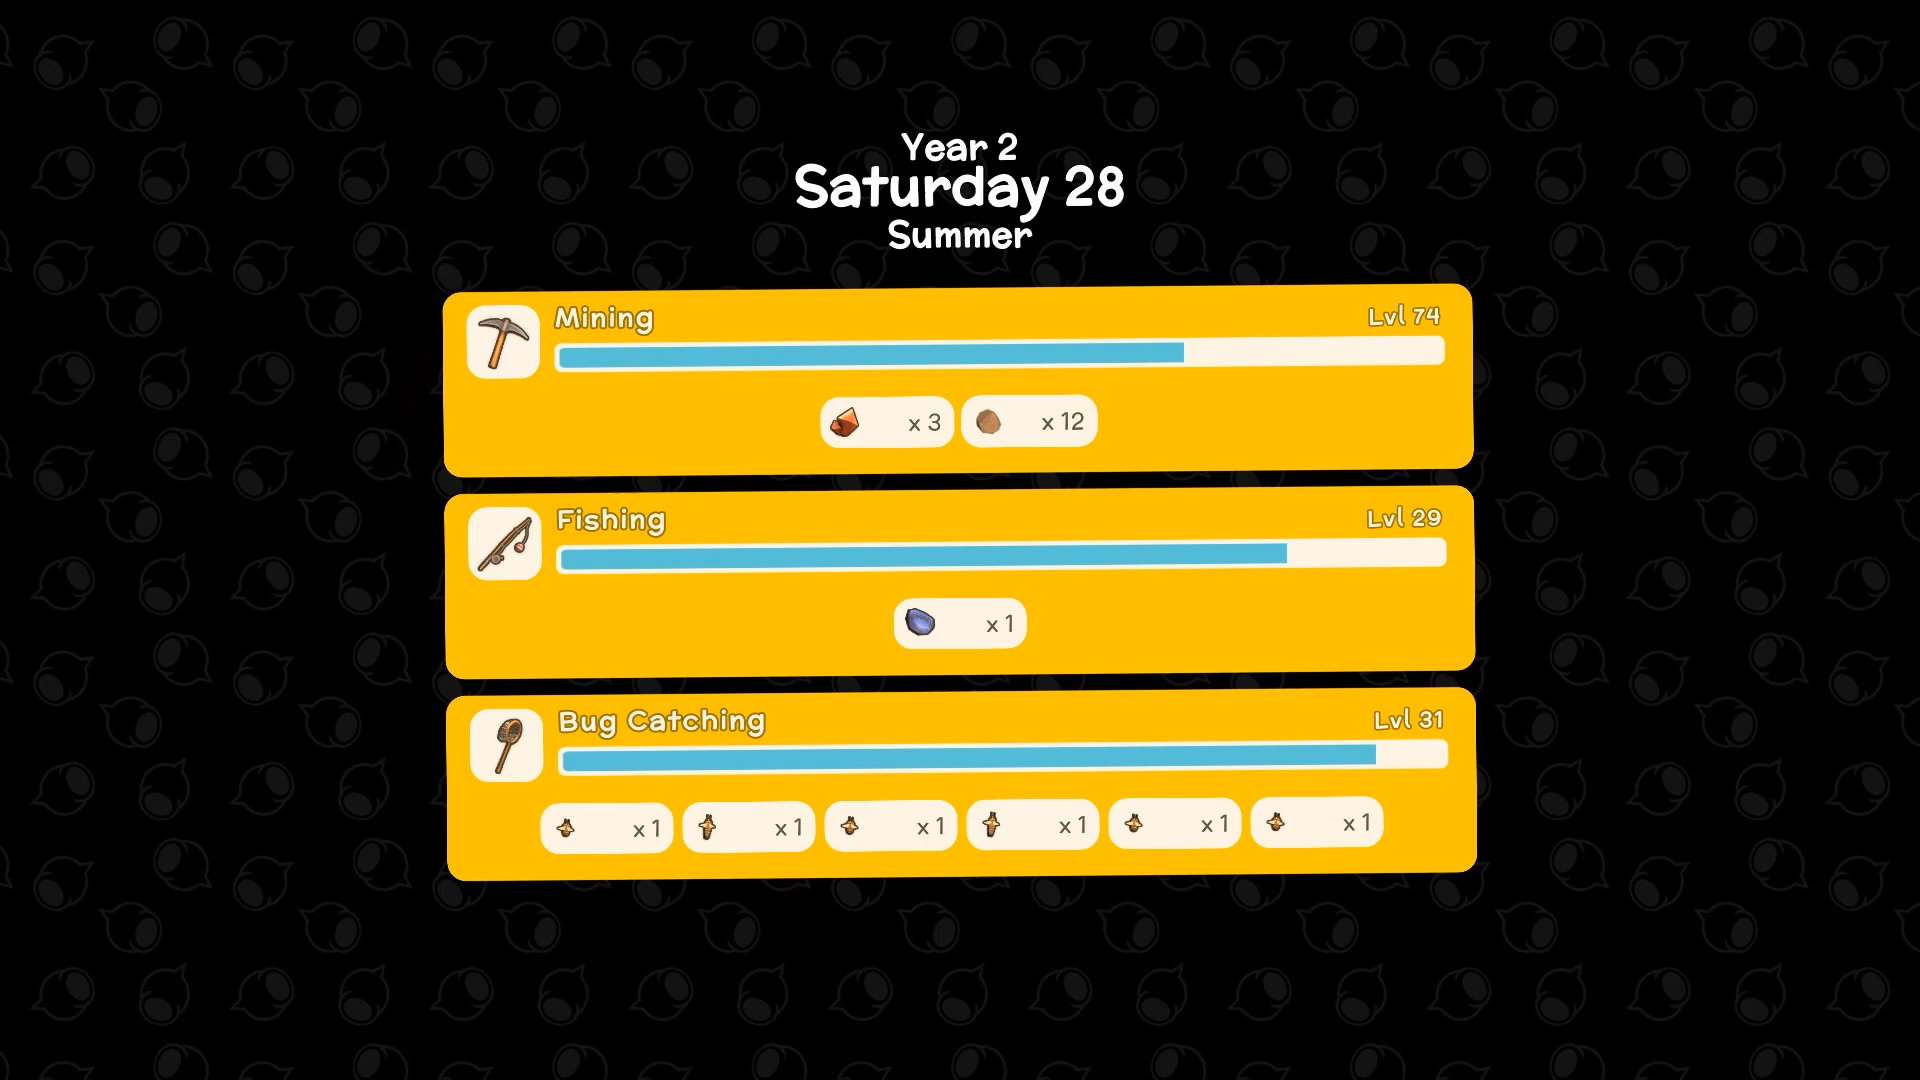 Year 2
Saturday 28
Summer
Mining Lvl 74
x 3 x 12
Fishing Lvl 29
x 1
Bug Catching Lvl 31
x 1 x 1 x 1 x 1 x 1 x 1